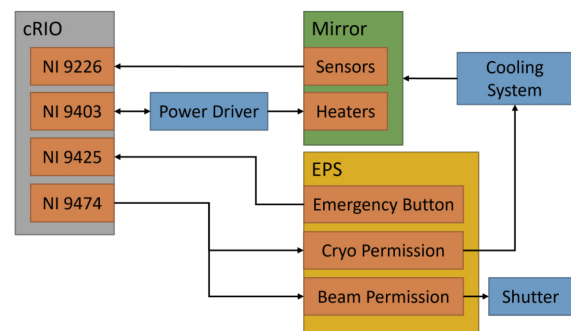 cRIO
NI 9226
NI 9403
NI 9425
NI 9474
Power Driver
Mirror
Sensors
Heaters
Cooling
System
EPS
Emergency Button
Cryo Permission
Beam Permission
Shutter